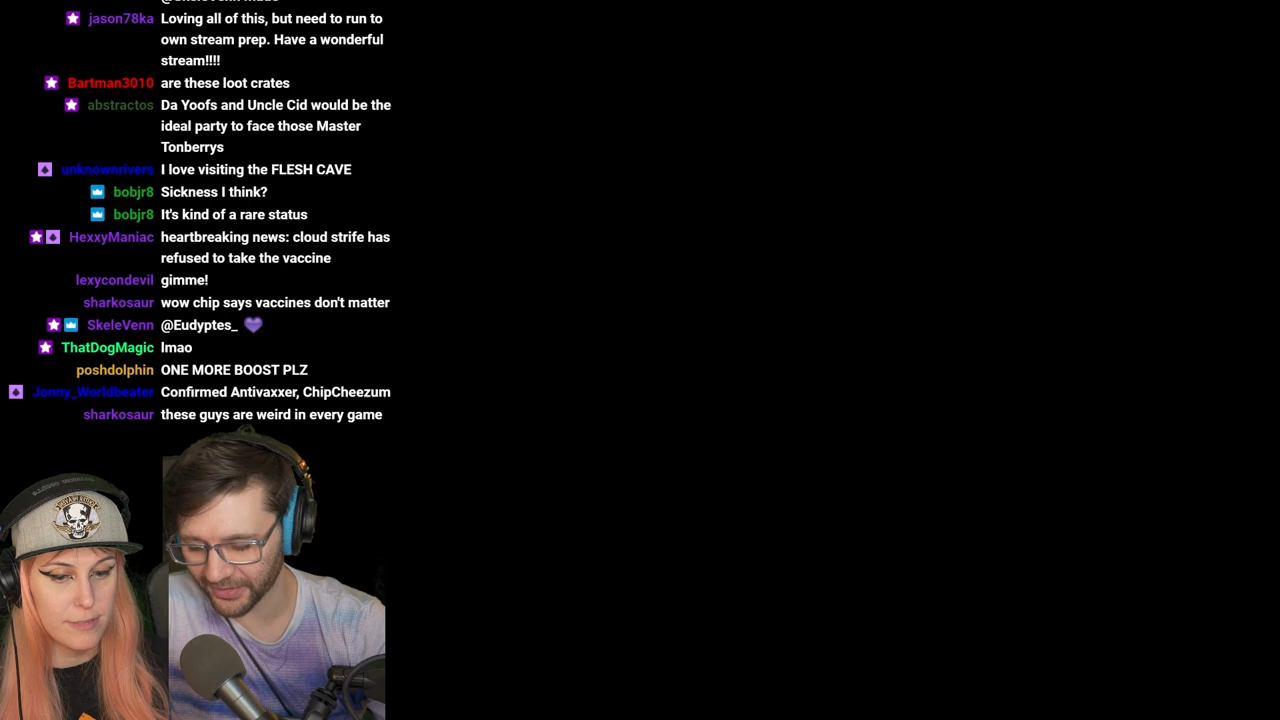 jason78ka Loving all of this, but need to run to
own stream prep. Have a wonderful
stream!!!!
Bartman3010 are these loot crates
abstractos Da Yoofs and Uncle Cid would be the
ideal party to face those Master
Tonberrys
unknownrivers I love visiting the FLESH CAVE
bobjr8 Sickness I think?
bobjr8 It's kind of a rare status
HexxyManiac heartbreaking news: cloud strife has
refused to take the vaccine
lexycondevil gimme!
sharkosaur wow chip says vaccines don't matter
SkeleVenn @Eudyptes_
ThatDogMagic lmao
poshdolphin ONE MORE BOOST PLZ
Jonny_Worldbeater Confirmed Antivaxxer, ChipCheezum
sharkosaur these guys are weird in every game